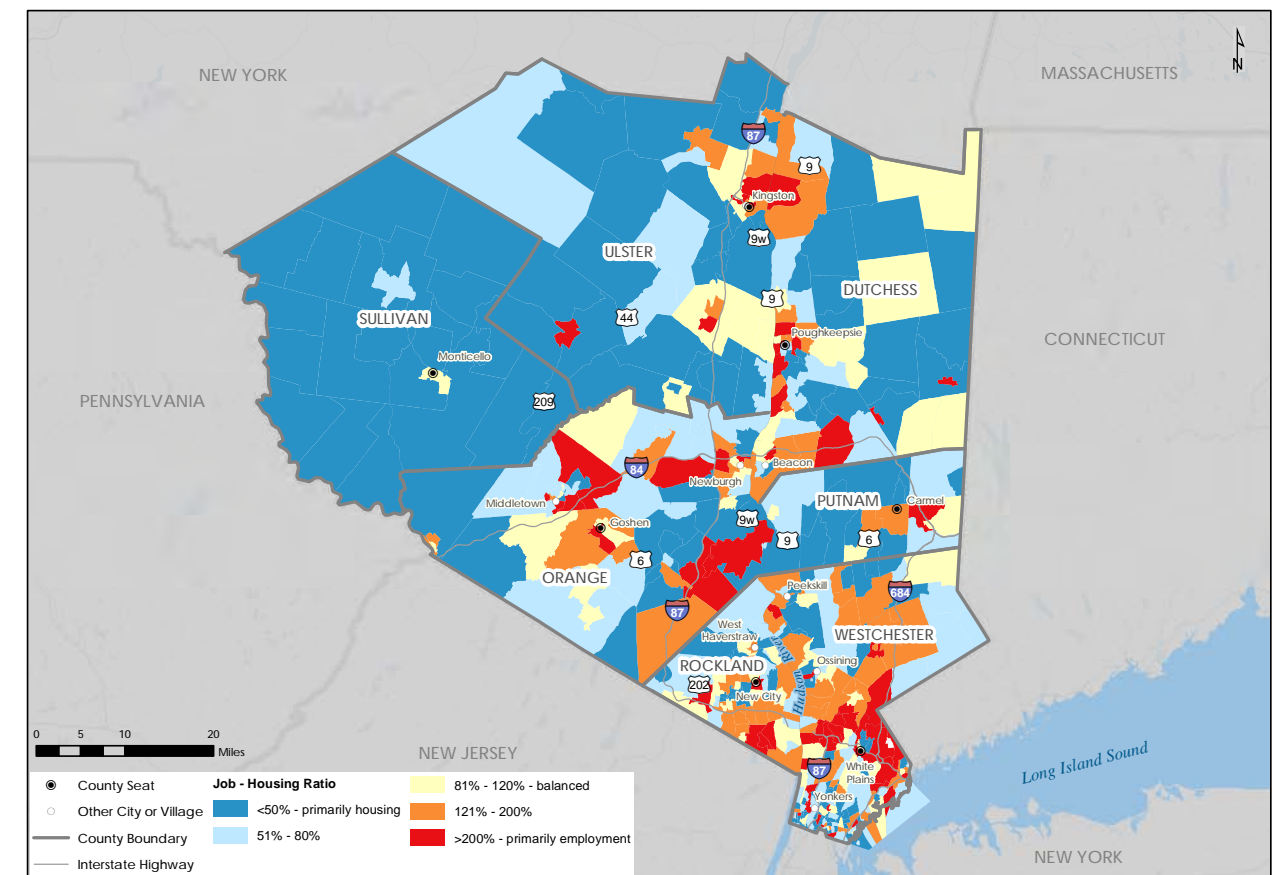 NEW YORK
MASSACHUSETTS
N
87
9
Kingston
9w
ULSTER
DUTCHESS
9
SULLIVAN
44
Poughkeepsie
CONNECTICUT
Monticello
PENNSYLVANIA
209
84
Beacon
Newburgh
Middletown
PUTNAM
Carmel
Goshen
9w
9
6
6
ORANGE
Peekskill
684
87
West
Haverstraw
WESTCHESTER
River
Hudson
ROCKLAND
Ossining
202
New City
0 5 10 20
Miles
NEW JERSEY
White
Plains
87
Yonkers
Long Island Sound
NEW YORK
County Seat
Other City or Village
County Boundary
Interstate Highway
Job - Housing Ratio
<50% - primarily housing
51% - 80%
81% - 120% - balanced
121% - 200%
>200% - primarily employment